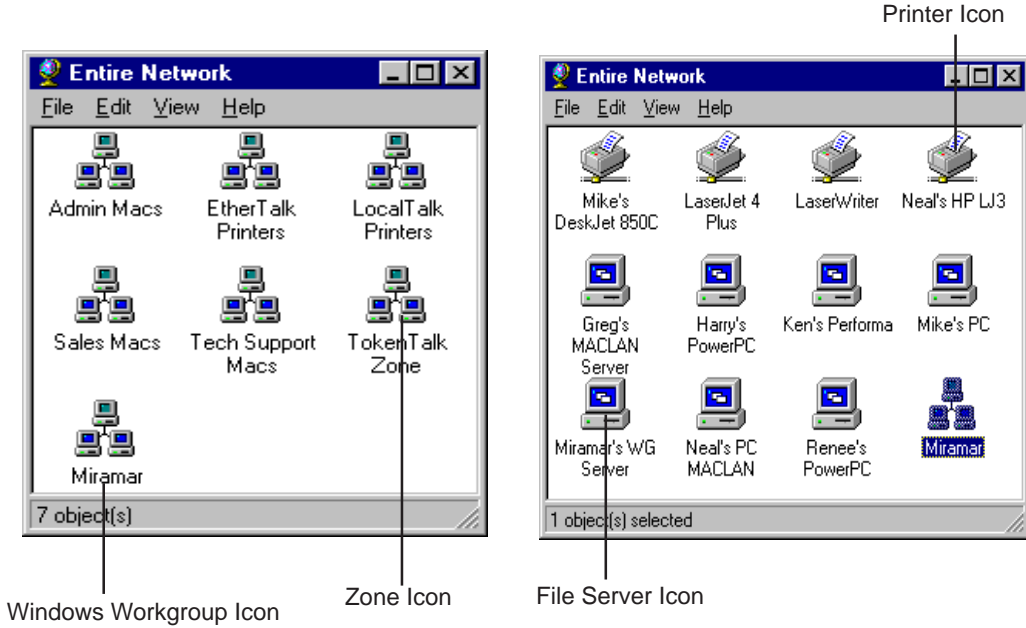 Printer Icon
Entire Network
File Edit View Help
Admin Macs
EtherTalk
Printers
LocalTalk
Printers
Sales Macs
Tech Support
Macs
TokenTalk
Zone
Miramar
7 object(s)
Windows Workgroup Icon
Zone Icon
Entire Network
File Edit View Help
Mike's
DeskJet 850C
LaserJet 4
Plus
LaserWriter
Neal's HP LJ3
Greg's
MACLAN
Server
Harry's
PowerPC
Ken's Performa
Mike's PC
Miramar's WG
Server
Neal's PC
MACLAN
Renee's
PowerPC
Miramar
1 object(s) selected
File Server Icon